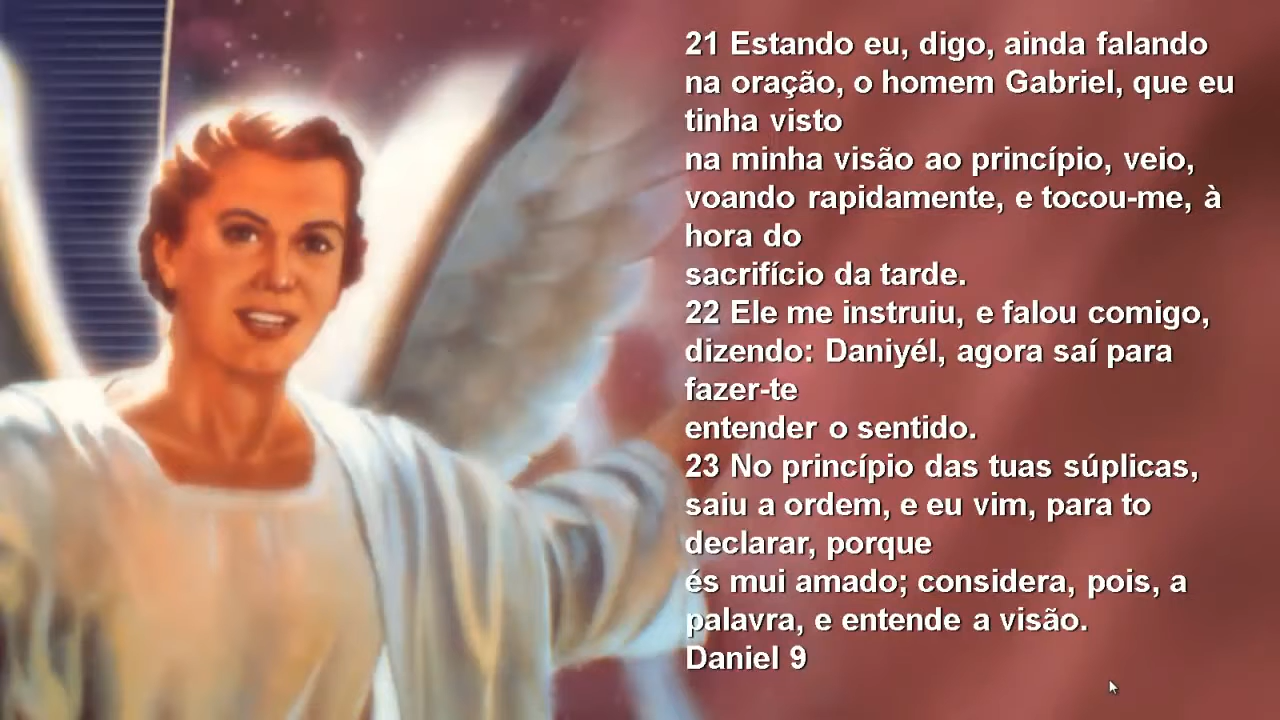 21 Estando eu, digo, ainda falando
na oração, o homem Gabriel, que eu
tinha visto
na minha visão ao princípio, veio,
voando rapidamente, e tocou-me, à
hora do
sacrifício da tarde.
22 Ele me instruiu, e falou comigo,
dizendo: Daniyél, agora saí para
fazer-te
entender o sentido.
23 No princípio das tuas súplicas,
saiu a ordem, e eu vim, para to
declarar, porque
és mui amado; considera, pois, a
palavra, e entende a visão.
Daniel 9